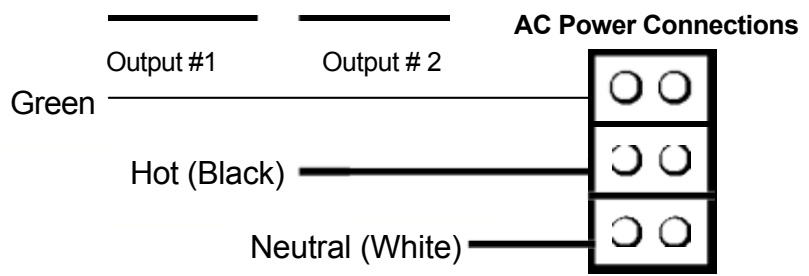 AC Power Connections
Output #1
Output # 2
Green
Hot (Black)
Neutral (White)